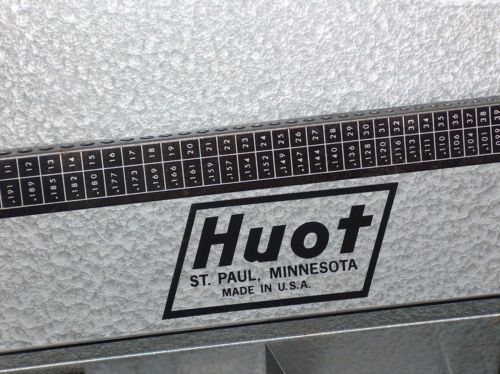 11 12 13 14 15 16 17 18 19 20 21 22 23 24 25 26 27 28 29 30 31 32 33 34 35 36 37 38 39
.191 .189 .185 .182 .180 .177 .173 .169 .166 .161 .159 .157 .154 .152 .149 .147 .144 .140 .136 .128 .120 .116 .113 .111 .110 .106 .104 .101
Huot
ST. PAUL, MINNESOTA
MADE IN U.S.A.